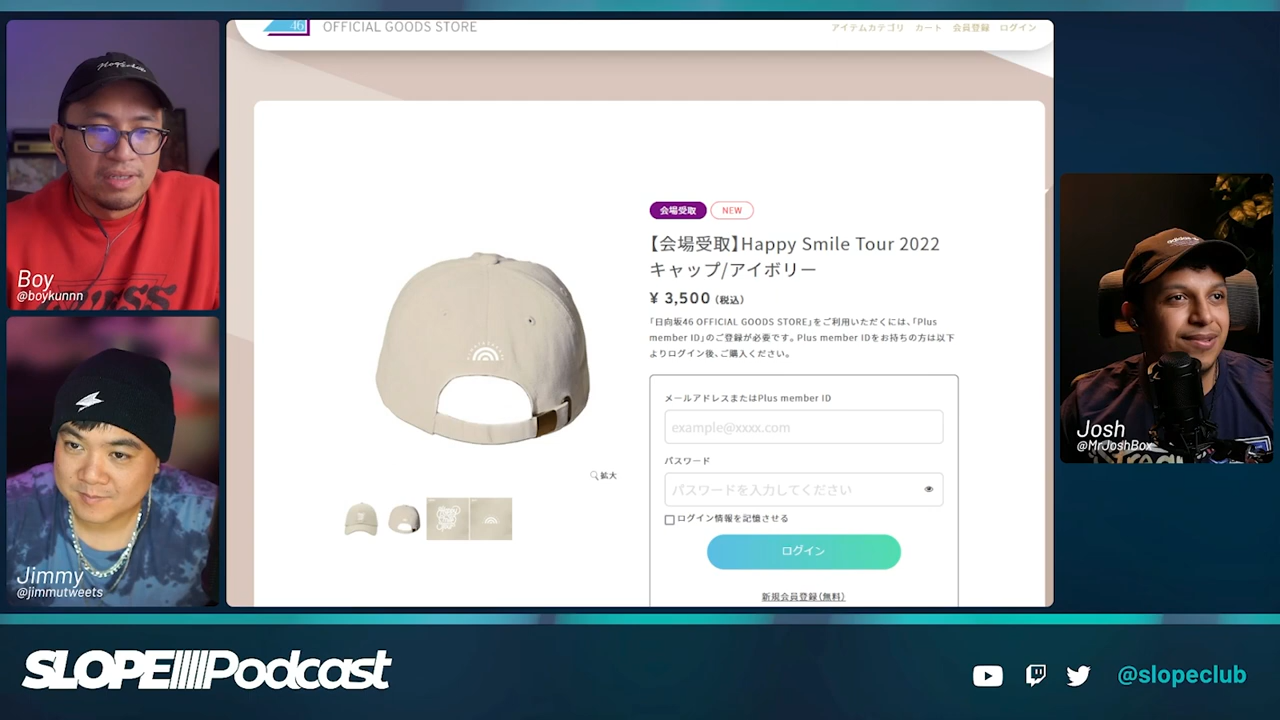 46 OFFICIAL GOODS STORE
アイテムカテゴリ カート 会員登録 ログイン
会場受取 NEW
【会場受取】Happy Smile Tour 2022
キャップ/アイボリー
¥ 3,500 (税込)
「日向坂46 OFFICIAL GOODS STORE」をご利用いただくには、「Plus
member ID」のご登録が必要です。Plus member IDをお持ちの方は以下
よりログイン後、ご購入ください。
メールアドレスまたはPlus member ID
example@xxxx.com
パスワード
パスワードを入力してください
ログイン情報を記憶させる
ログイン
新規会員登録(無料)
拡大
Boy
@boykunnn
Jimmy
@jimmutweets
adidas
Josh
@MrJoshBox
SLOPE Podcast
@slopeclub